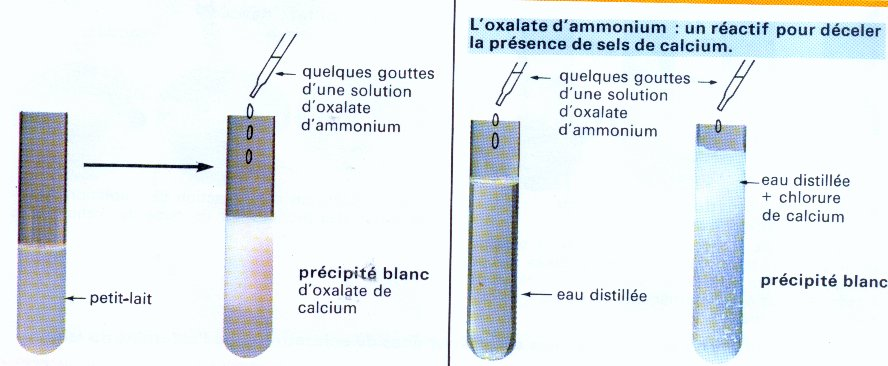 quelques gouttes
d'une solution
d'oxalate
d'ammonium
petit-lait
précipité blanc
d'oxalate de
calcium
L'oxalate d'ammonium : un réactif pour déceler
la présence de sels de calcium.
quelques gouttes
d'une solution
d'oxalate
d'ammonium
eau distillée
eau distillée
+ chlorure
de calcium
précipité blanc